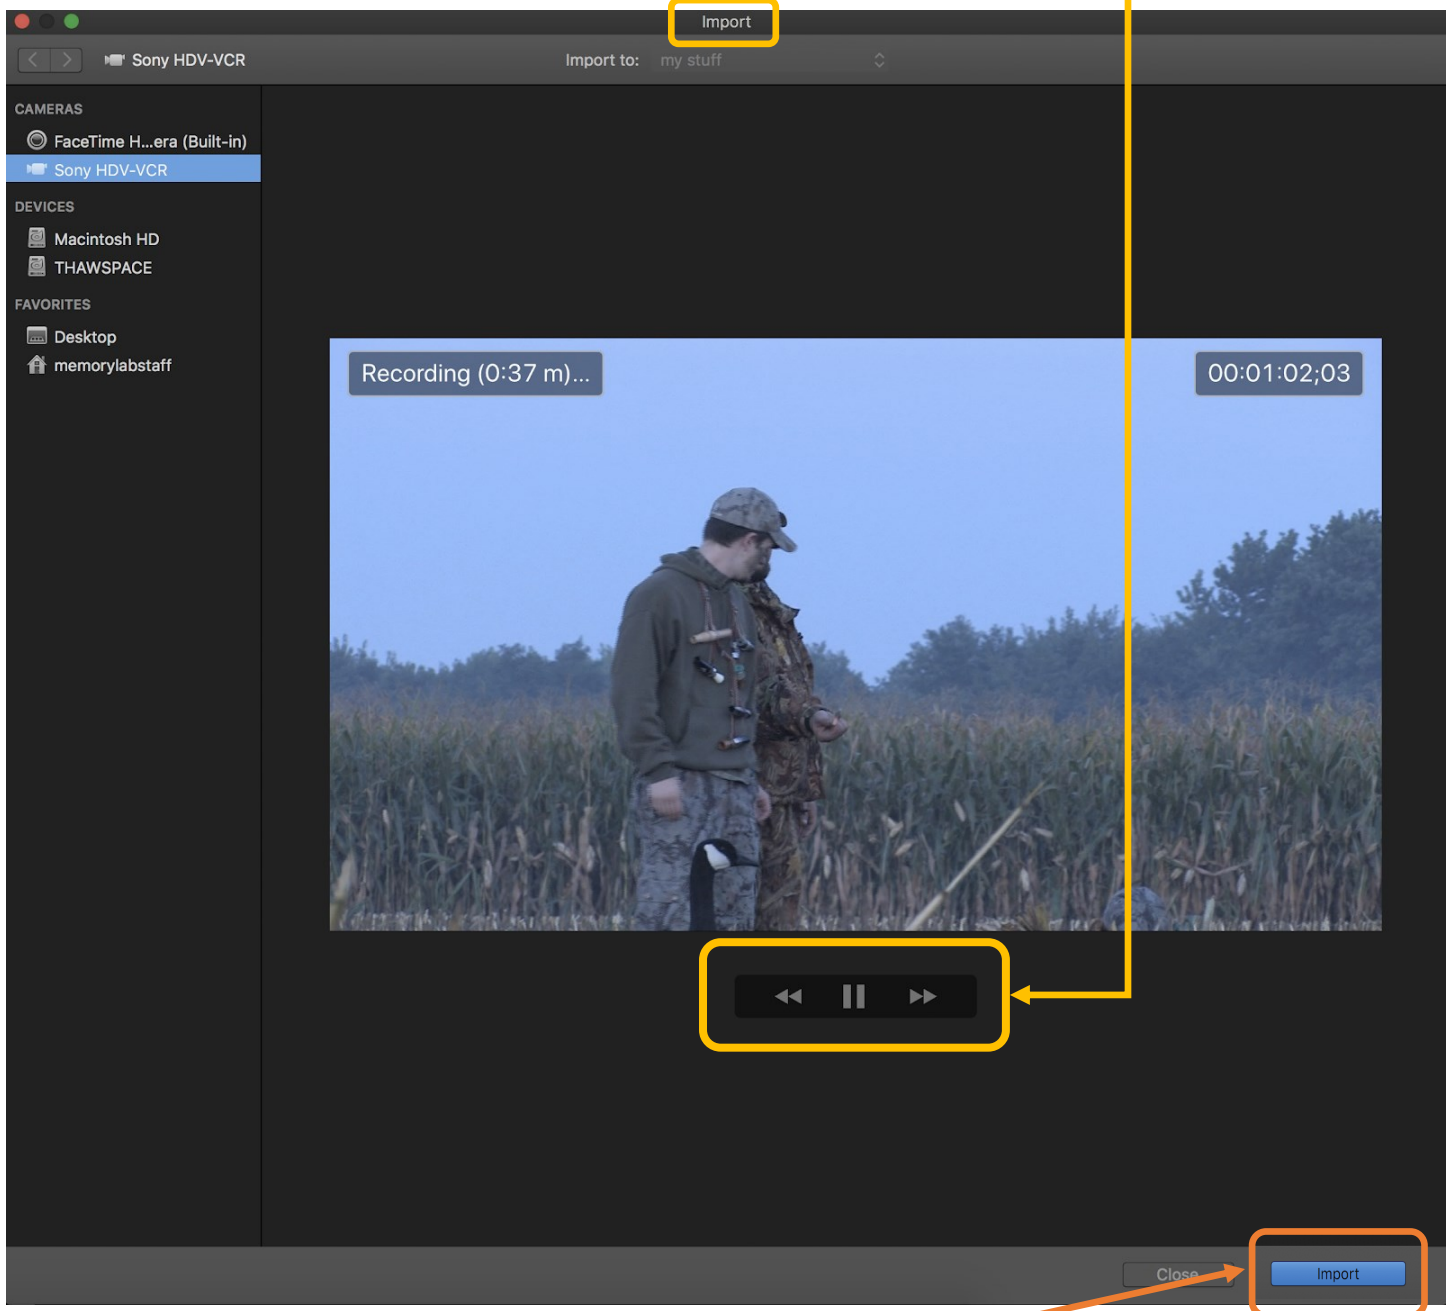 Import
Sony HDV-VCR
Import to: my stuff
CAMERAS
FaceTime H...era (Built-in)
Sony HDV-VCR
DEVICES
Macintosh HD
THAWSPACE
FAVORITES
Desktop
memorylabstaff
Recording (0:37 m)...
00:01:02;03
Close
Import